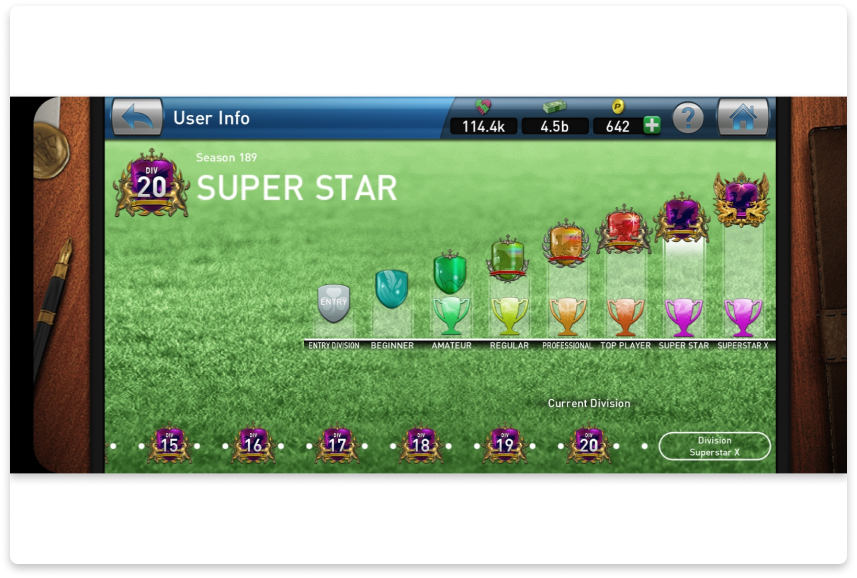 User Info
114.4k
4.5b
P
642
?
DIV
20
Season 189
SUPER STAR
ENTRY
ENTRY DIVISION
BEGINNER
AMATEUR
REGULAR
PROFESSIONAL
TOP PLAYER
SUPER STAR
SUPERSTAR X
Current Division
DIV
15
DIV
16
DIV
17
DIV
18
DIV
19
DIV
20
Division
Superstar X